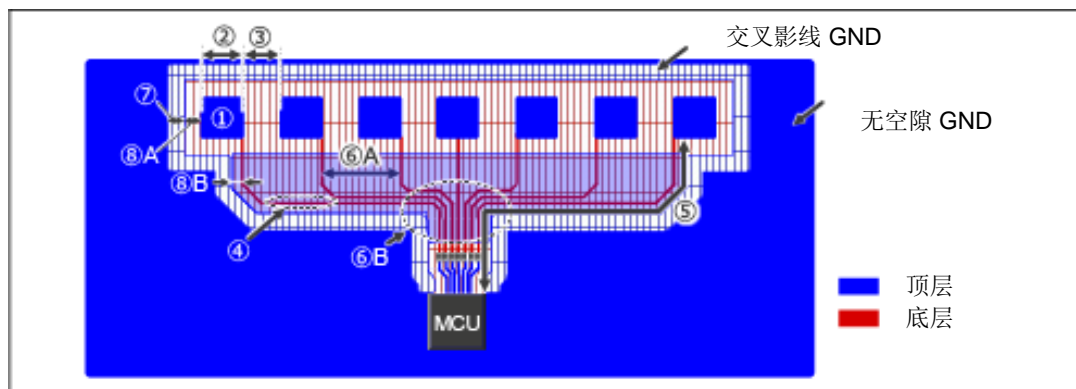 ② ③
交叉影线 GND
⑦
①
无空隙 GND
⑧A
⑥A
⑧B
⑤
④
⑥B
顶层
MCU
底层